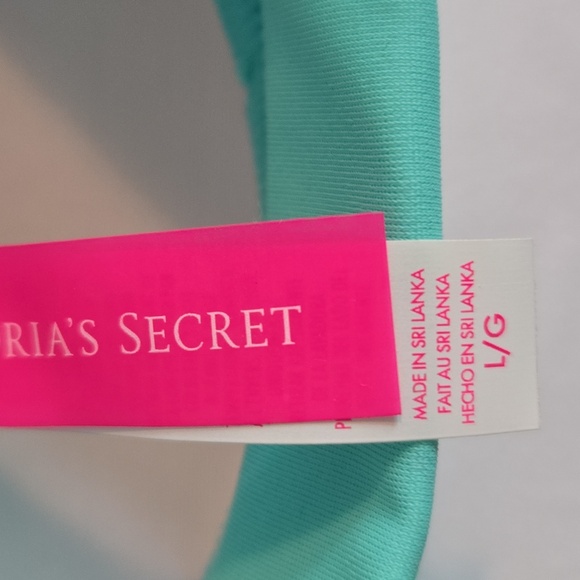 RIA'S SECRET
MADE IN SRI LANKA
FAIT AU SRI LANKA
HECHO EN SRI LANKA
L/G